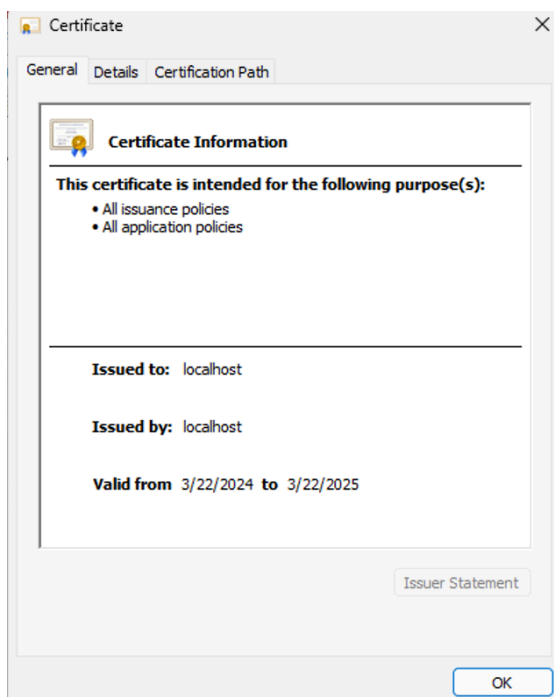 Certificate
General Details Certification Path
Certificate Information
This certificate is intended for the following purpose(s):
• All issuance policies
• All application policies
Issued to: localhost
Issued by: localhost
Valid from 3/22/2024 to 3/22/2025
Issuer Statement
OK